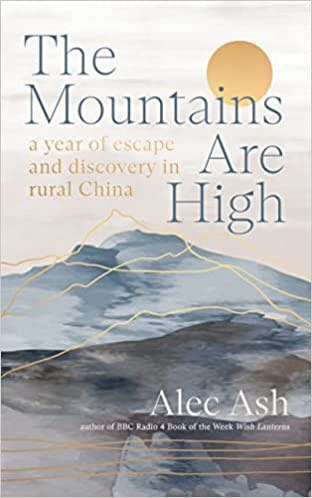 The
Mountains
Are
High
a year of escape
and discovery in
rural China
Alec Ash
author of BBC Radio 4 Book of the Week Wish Lanterns